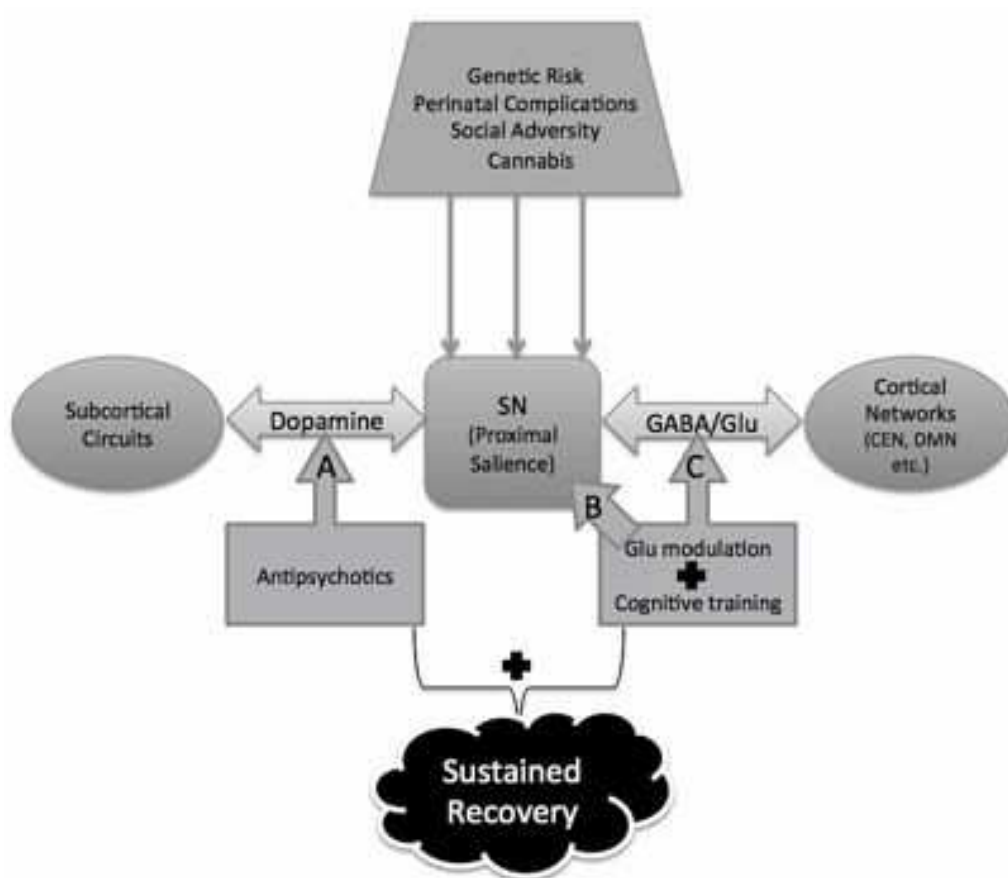 Genetic Risk
Perinatal Complications
Social Adversity
Cannabis
Subcortical
Circuits
Dopamine
SN
(Proximal
Salience)
GABA/Glu
Cortical
Networks
(CEN, DMN
etc.)
A
B
C
Antipsychotics
Glu modulation
Cognitive training
Sustained
Recovery